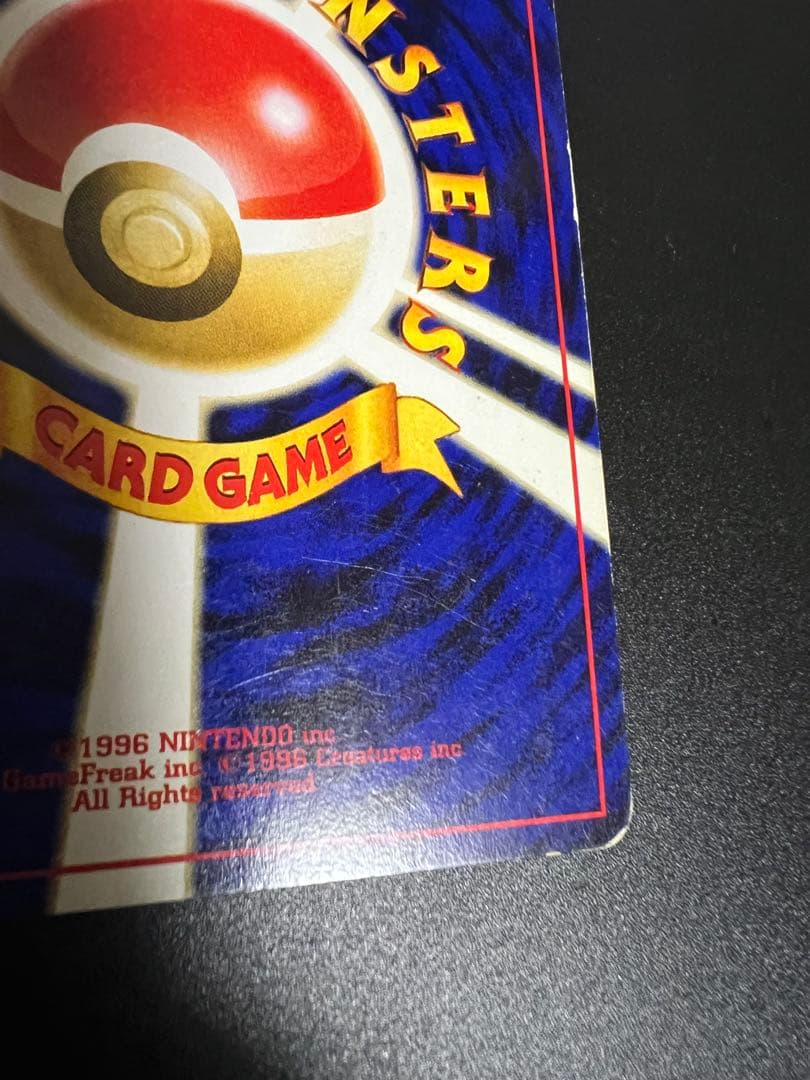 NSTERS
CARD GAME
©1996 NINTENDO inc
GameFreak inc ©1996 Creatures inc
All Rights reserved